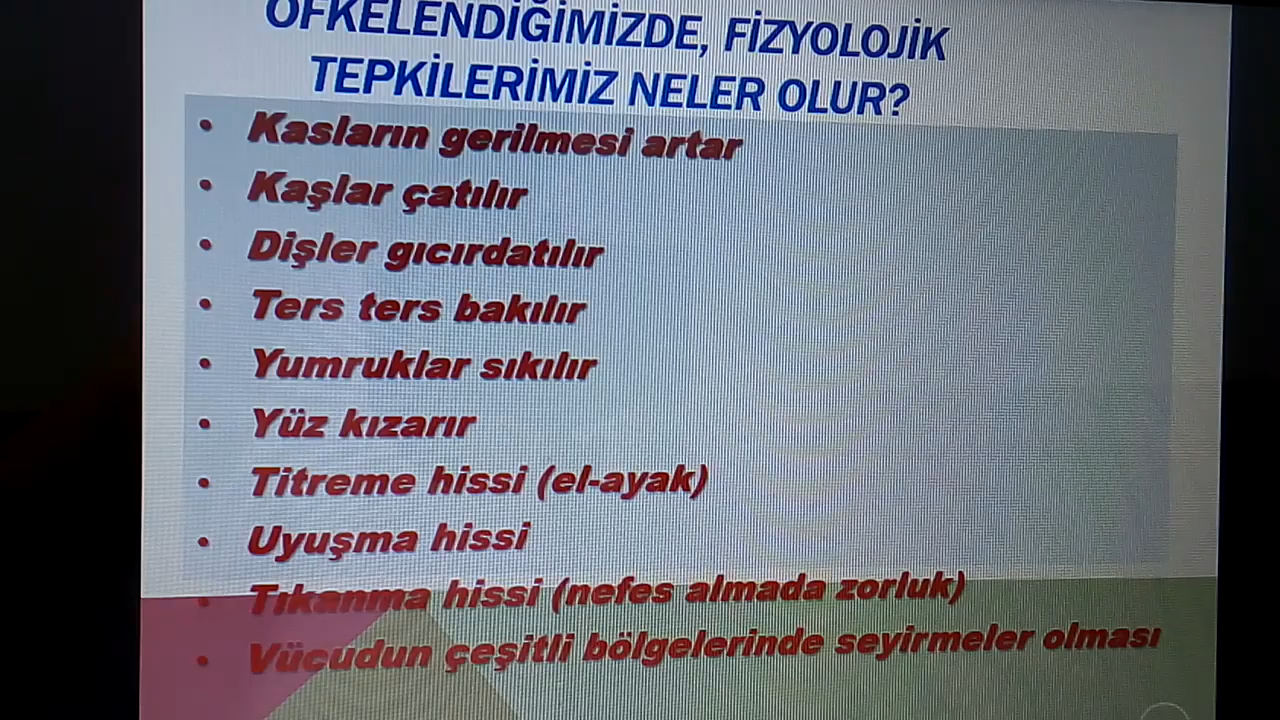 ÖFKELENDİĞİMİZDE, FİZYOLOJİK
TEPKİLERİMİZ NELER OLUR?
• Kasların gerilmesi artar
• Kaşlar çatılır
• Dişler gıcırdatılır
• Ters ters bakılır
• Yumruklar sıkılır
• Yüz kızarır
• Titreme hissi (el-ayak)
• Uyuşma hissi
• Tıkanma hissi (nefes almada zorluk)
• Vücudun çeşitli bölgelerinde seyirmeler olması